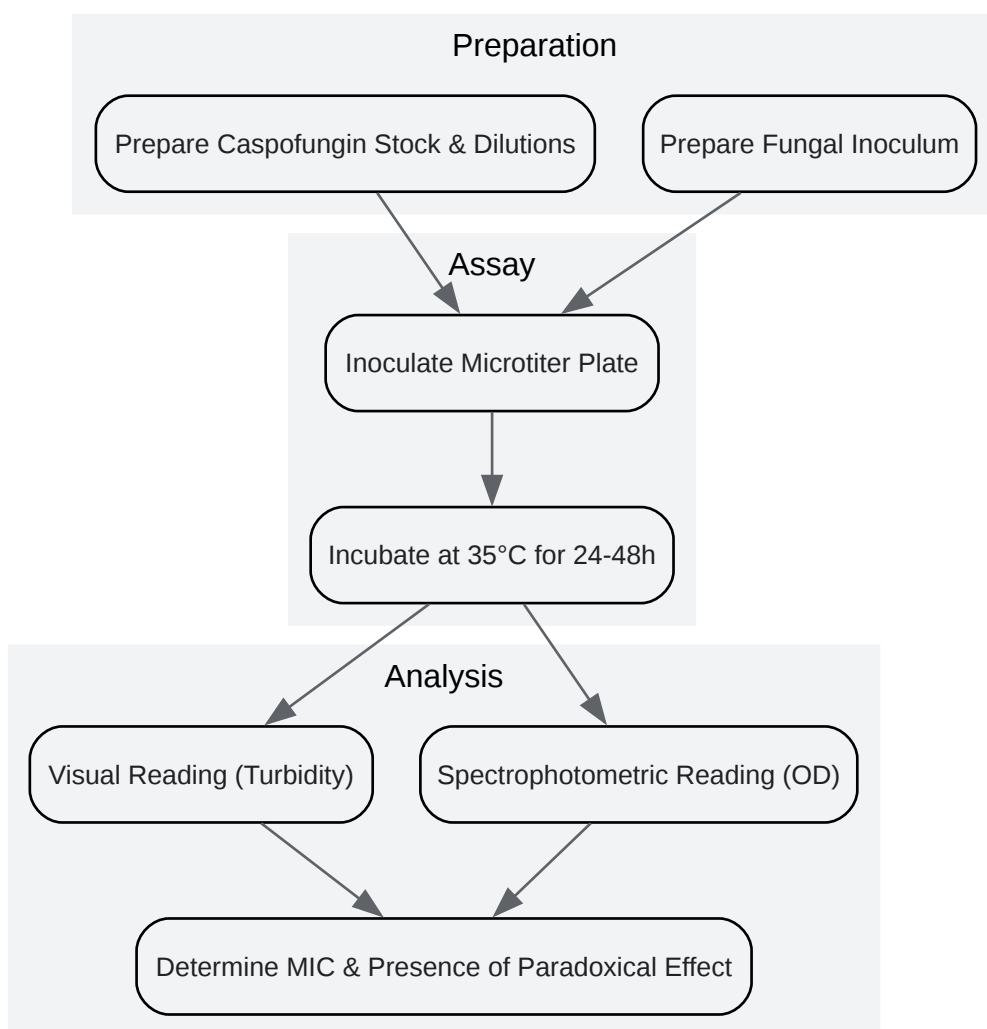 Preparation
Prepare Caspofungin Stock & Dilutions
Prepare Fungal Inoculum
Assay
Inoculate Microtiter Plate
Incubate at 35°C for 24-48h
Analysis
Visual Reading (Turbidity)
Spectrophotometric Reading (OD)
Determine MIC & Presence of Paradoxical Effect